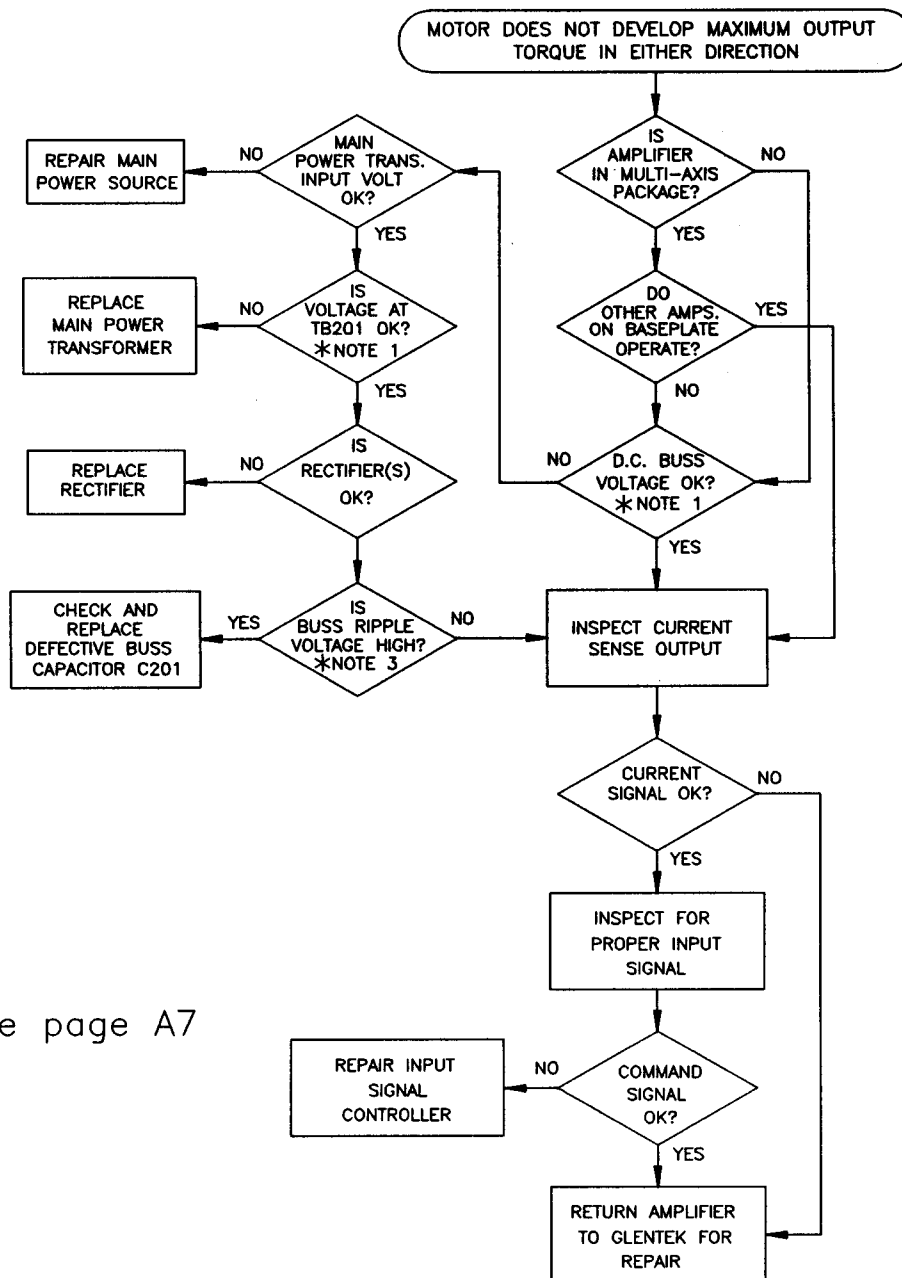 MOTOR DOES NOT DEVELOP MAXIMUM OUTPUT
TORQUE IN EITHER DIRECTION
IS
AMPLIFIER
IN MULTI-AXIS
PACKAGE?
NO
YES
DO
OTHER AMPS.
ON BASEPLATE
OPERATE?
YES
NO
D.C. BUSS
VOLTAGE OK?
*NOTE 1
NO
YES
MAIN
POWER TRANS.
INPUT VOLT
OK?
NO
YES
REPAIR MAIN
POWER SOURCE
IS
VOLTAGE AT
TB201 OK?
*NOTE 1
NO
YES
REPLACE
MAIN POWER
TRANSFORMER
IS
RECTIFIER(S)
OK?
NO
REPLACE
RECTIFIER
IS
BUSS RIPPLE
VOLTAGE HIGH?
*NOTE 3
YES
NO
CHECK AND
REPLACE
DEFECTIVE BUSS
CAPACITOR C201
INSPECT CURRENT
SENSE OUTPUT
CURRENT
SIGNAL OK?
NO
YES
INSPECT FOR
PROPER INPUT
SIGNAL
e page A7
COMMAND
SIGNAL
OK?
NO
YES
REPAIR INPUT
SIGNAL
CONTROLLER
RETURN AMPLIFIER
TO GLENTEK FOR
REPAIR